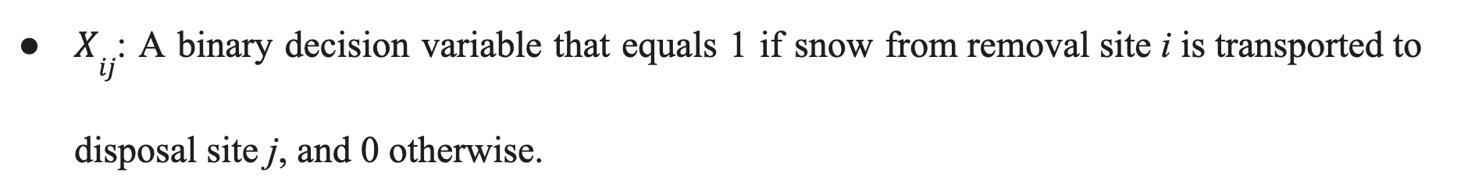 ● X_ij: A binary decision variable that equals 1 if snow from removal site i is transported to
disposal site j, and 0 otherwise.